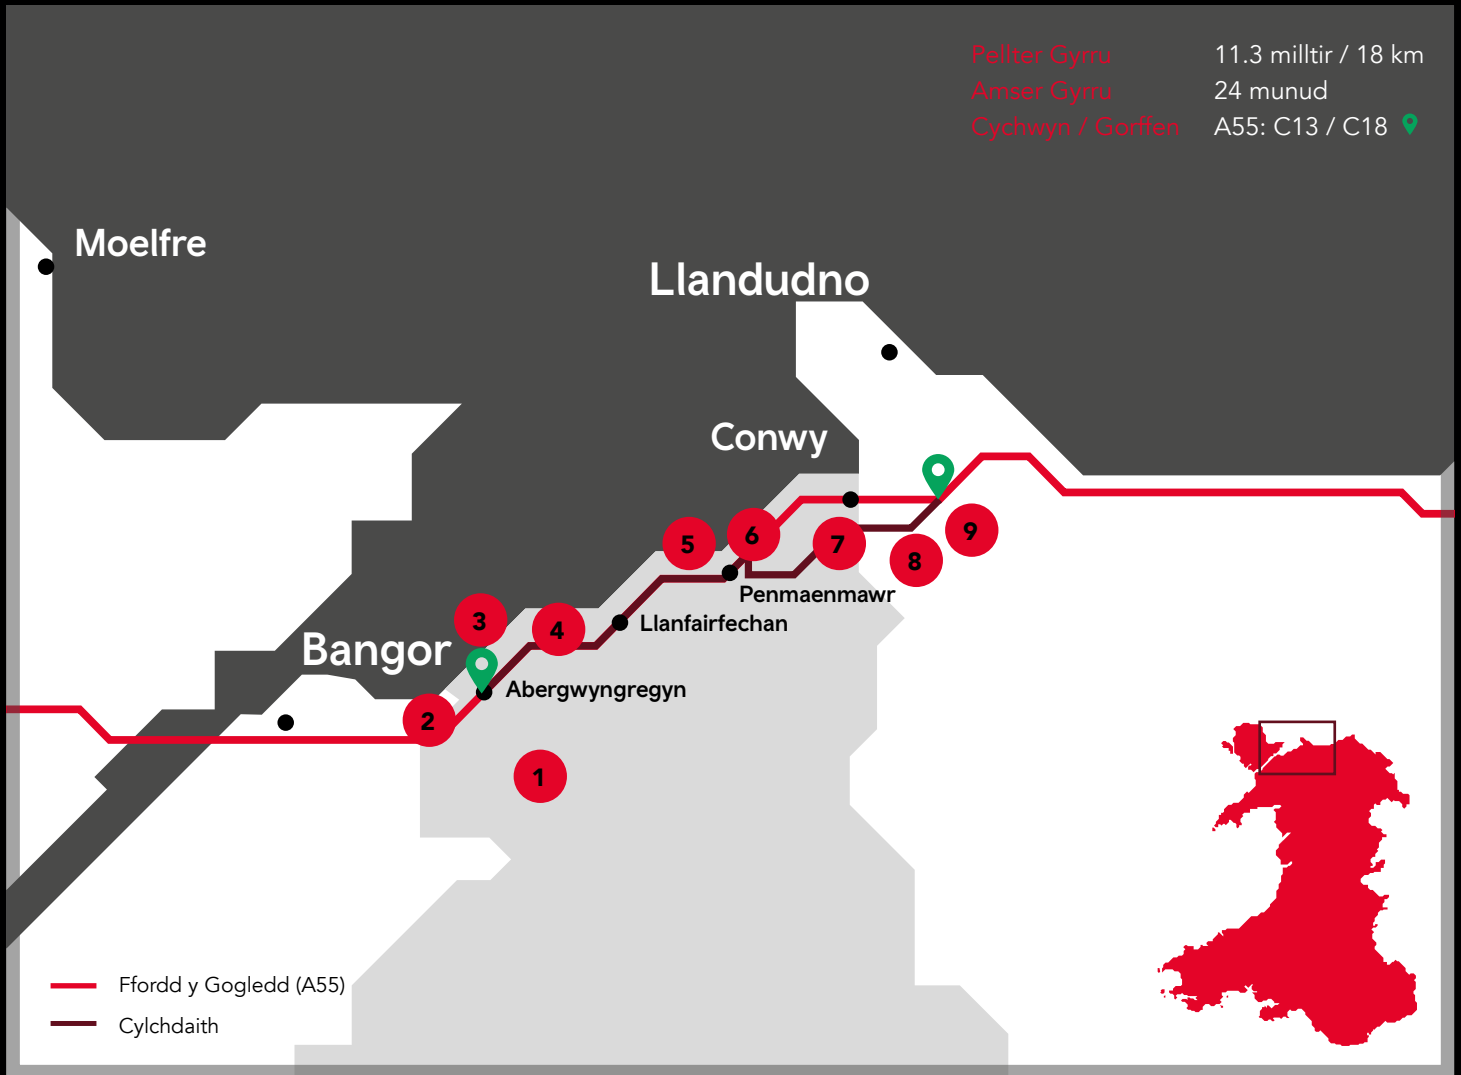 Pellter Gyrru 11.3 milltir / 18 km
Amser Gyrru 24 munud
Cychwyn / Gorffen A55: C13 / C18
Moelfre
Llandudno
Conwy
6
5
7
9
8
Penmaenmawr
3
Llanfairfechan
4
Bangor
Abergwyngregyn
2
1
Ffordd y Gogledd (A55)
Cylchdaith